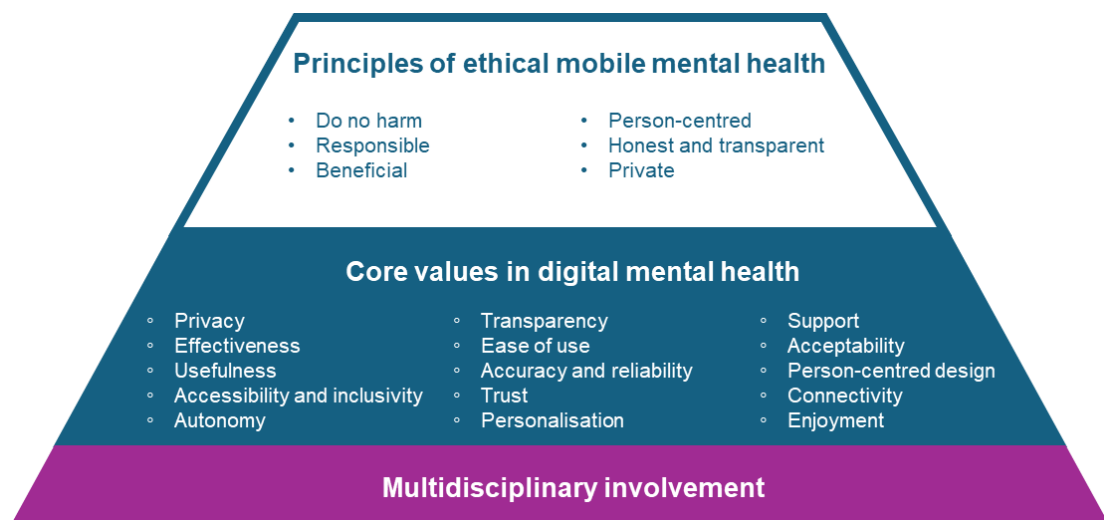 Principles of ethical mobile mental health
• Do no harm
• Responsible
• Beneficial
• Person-centred
• Honest and transparent
• Private
Core values in digital mental health
◦ Privacy
◦ Effectiveness
◦ Usefulness
◦ Accessibility and inclusivity
◦ Autonomy
◦ Transparency
◦ Ease of use
◦ Accuracy and reliability
◦ Trust
◦ Personalisation
◦ Support
◦ Acceptability
◦ Person-centred design
◦ Connectivity
◦ Enjoyment
Multidisciplinary involvement